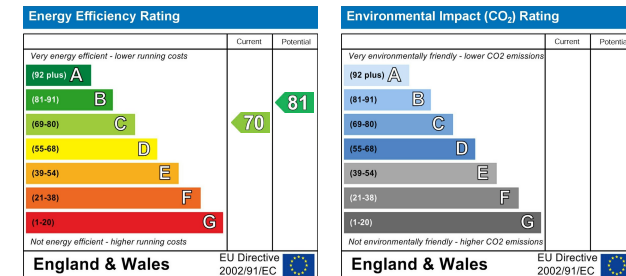 Energy Efficiency Rating
Current Potential
Very energy efficient - lower running costs
(92 plus) A
(81-91) B
81
(69-80) C
70
(55-68) D
(39-54) E
(21-38) F
(1-20) G
Not energy efficient - higher running costs
England & Wales
EU Directive
2002/91/EC
Environmental Impact (CO₂) Rating
Current Potential
Very environmentally friendly - lower CO2 emissions
(92 plus) A
(81-91) B
(69-80) C
(55-68) D
(39-54) E
(21-38) F
(1-20) G
Not environmentally friendly - higher CO2 emissions
England & Wales
EU Directive
2002/91/EC